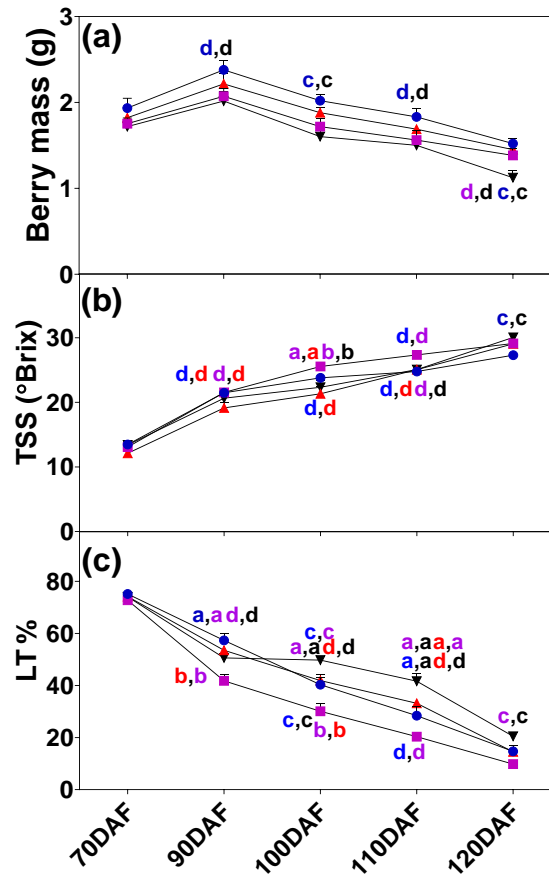 (a)
Berry mass (g)
3
2
1
0
d,d
c,c
d,d
d,d c,c
(b)
TSS (°Brix)
30
20
10
0
d,d d,d
a,ab,b
d,d
d,d
d,dd,d
c,c
(c)
LT %
80
60
40
20
0
a,ad,d
b,b
c,c
a,ad,d
c,c
b,b
a,aa,a
a,ad,d
d,d
c,c
70DAF
90DAF
100DAF
110DAF
120DAF